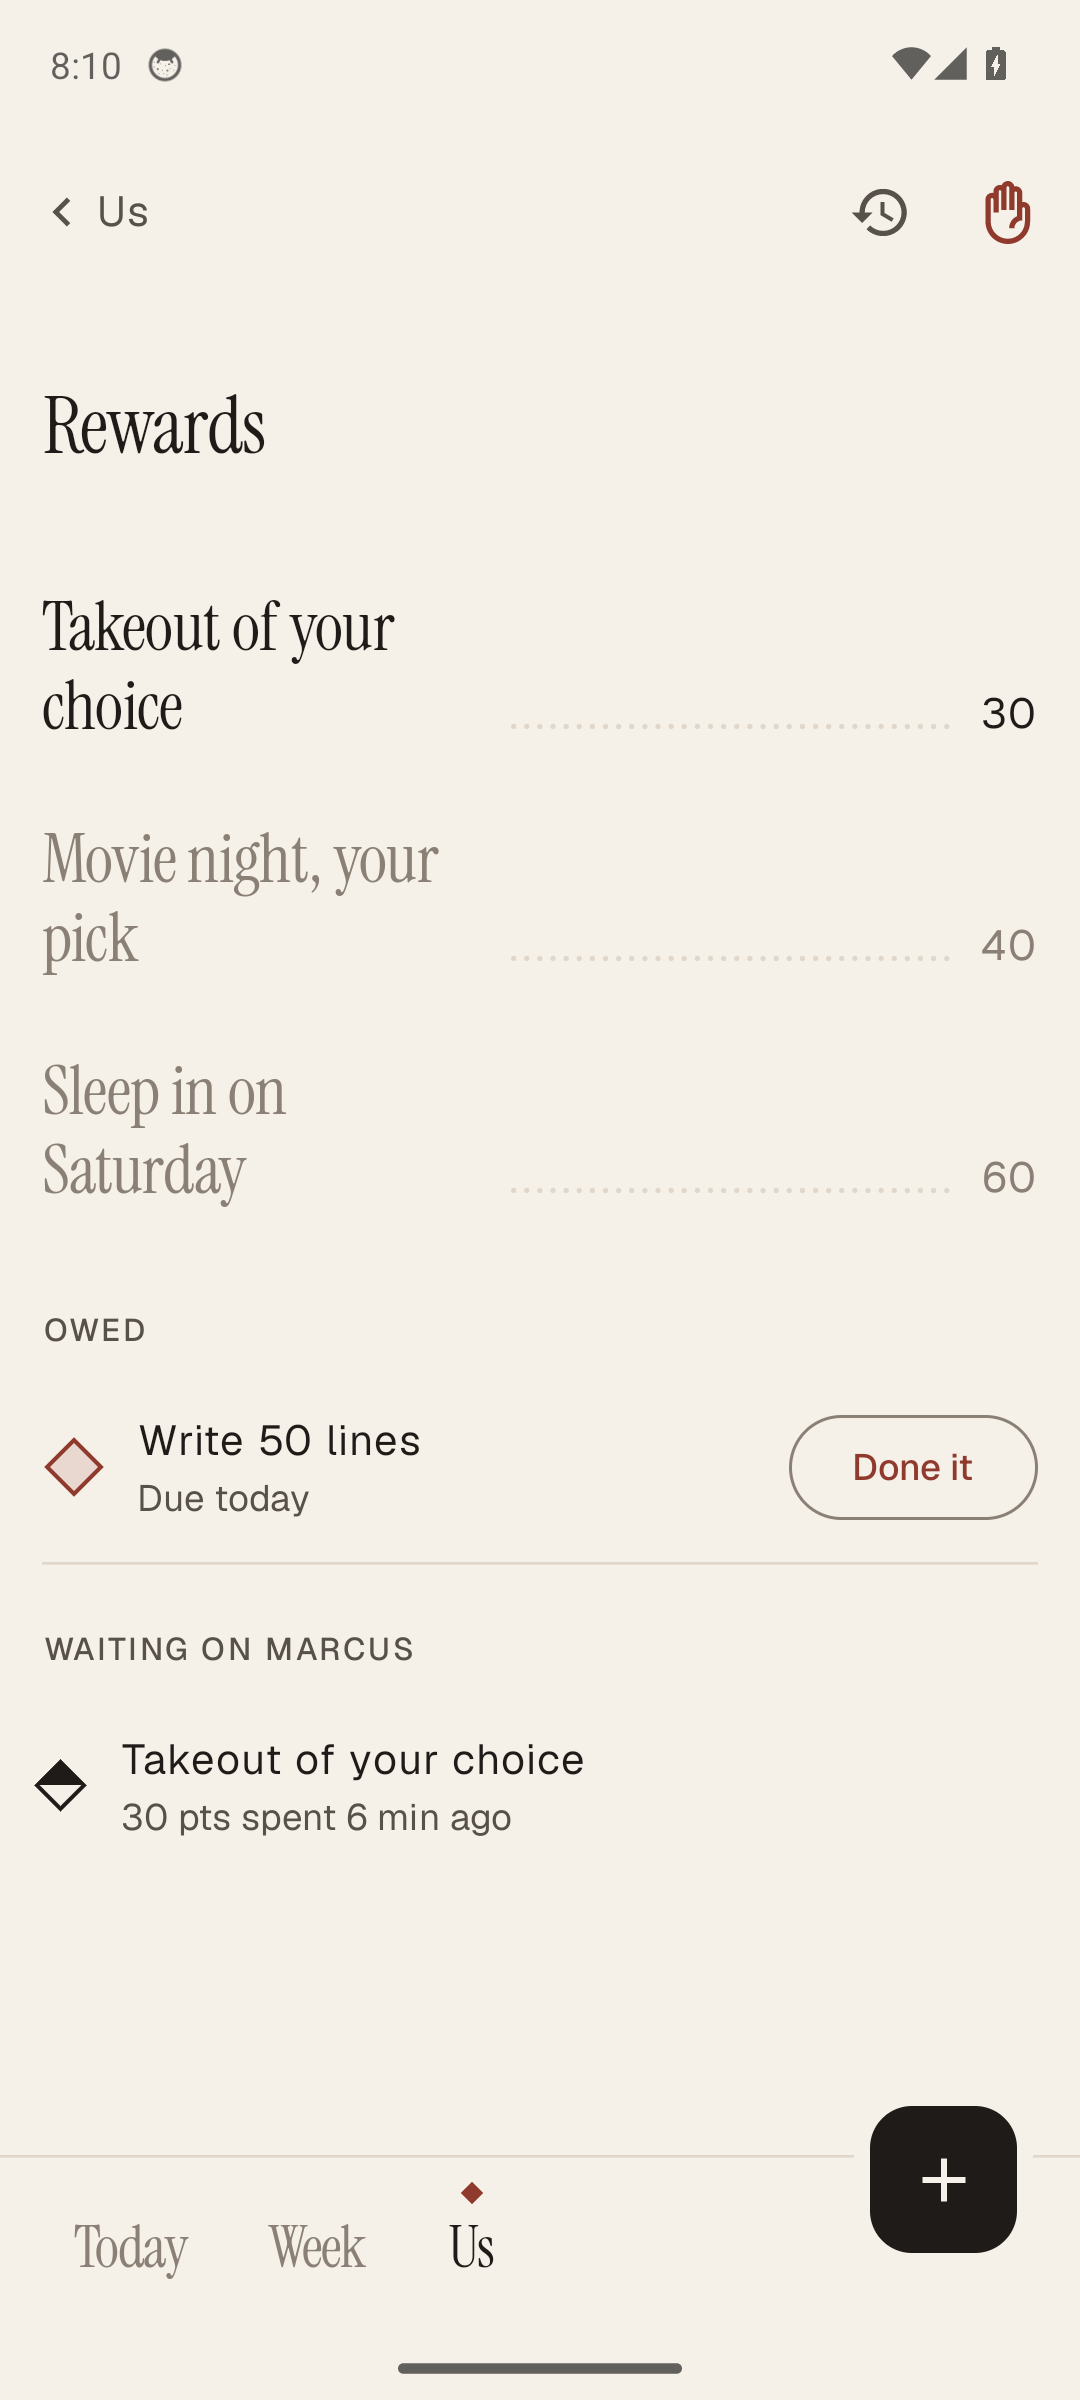 8:10
Us
Rewards
Takeout of your
choice
30
Movie night, your
pick
40
Sleep in on
Saturday
60
OWED
Write 50 lines
Due today
Done it
WAITING ON MARCUS
Takeout of your choice
30 pts spent 6 min ago
Today
Week
Us